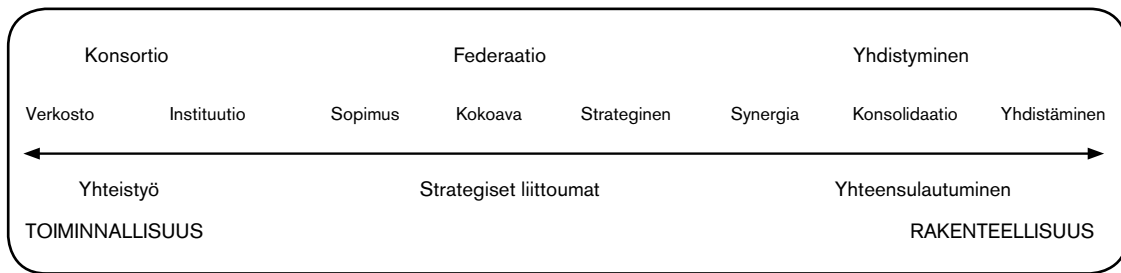 Konsortio Federaatio Yhdistyminen
Verkosto Instituutio Sopimus Kokoava Strateginen Synergia Konsolidaatio Yhdistäminen
Yhteistyö Strategiset liittoumat Yhteensulautuminen
TOIMINNALLISUUS RAKENTEELLISUUS